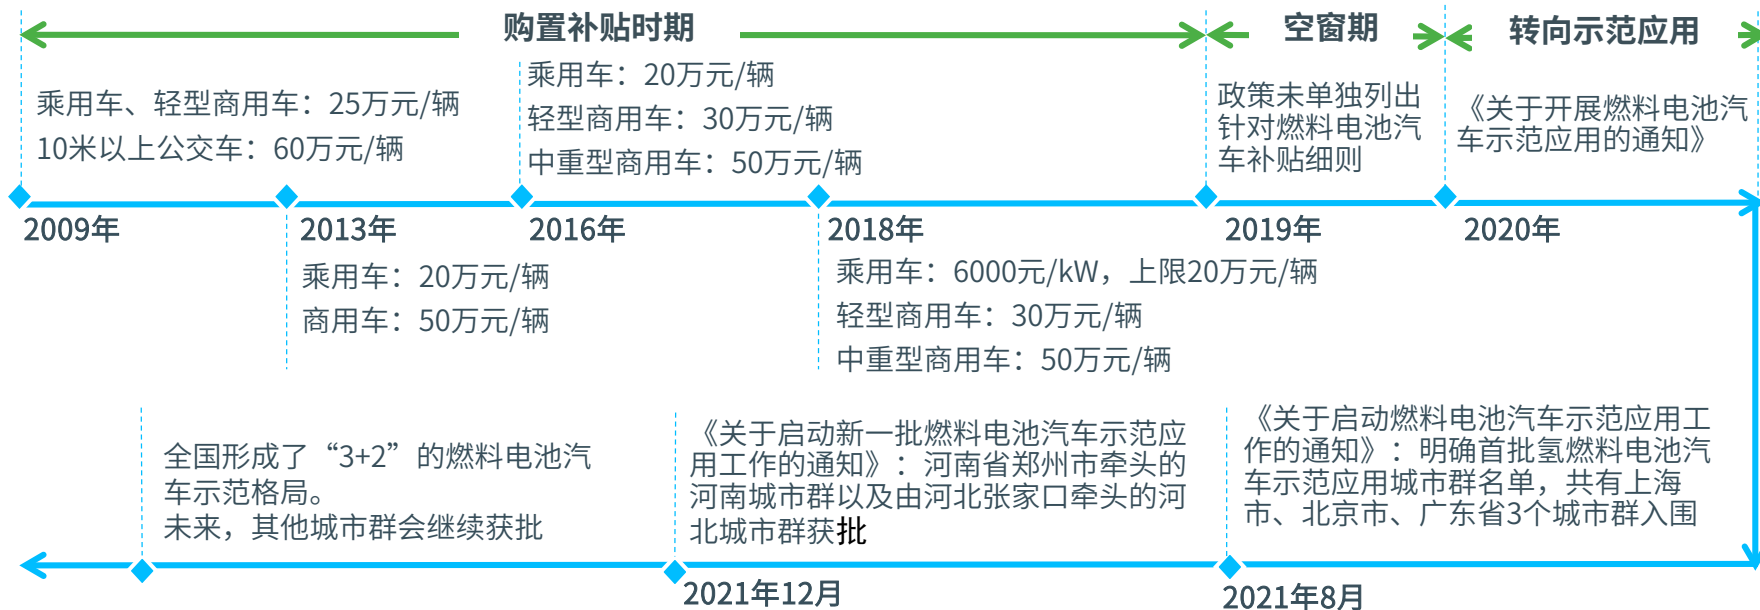 购置补贴时期
空窗期
转向示范应用
乘用车、轻型商用车：25万元/辆
10米以上公交车：60万元/辆
乘用车：20万元/辆
轻型商用车：30万元/辆
中重型商用车：50万元/辆
政策未单独列出
针对燃料电池汽
车补贴细则
《关于开展燃料电池汽
车示范应用的通知》
2009年
2013年
2016年
2018年
2019年
2020年
乘用车：20万元/辆
商用车：50万元/辆
乘用车：6000元/kW，上限20万元/辆
轻型商用车：30万元/辆
中重型商用车：50万元/辆
全国形成了“3+2”的燃料电池汽
车示范格局。
未来，其他城市群会继续获批
《关于启动新一批燃料电池汽车示范应
用工作的通知》：河南省郑州市牵头的
河南城市群以及由河北张家口牵头的河
北城市群获批
《关于启动燃料电池汽车示范应用工
作的通知》：明确首批氢燃料电池汽
车示范应用城市群名单，共有上海
市、北京市、广东省3个城市群入围
2021年12月
2021年8月